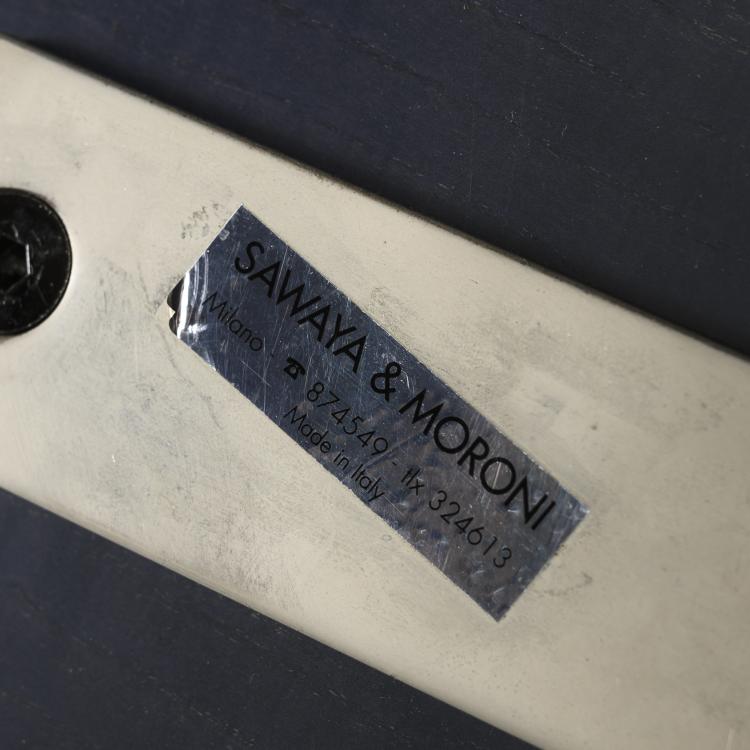 SAWAYA & MORONI
Milano - ☎ 874549 - tlx 324613
Made in Italy